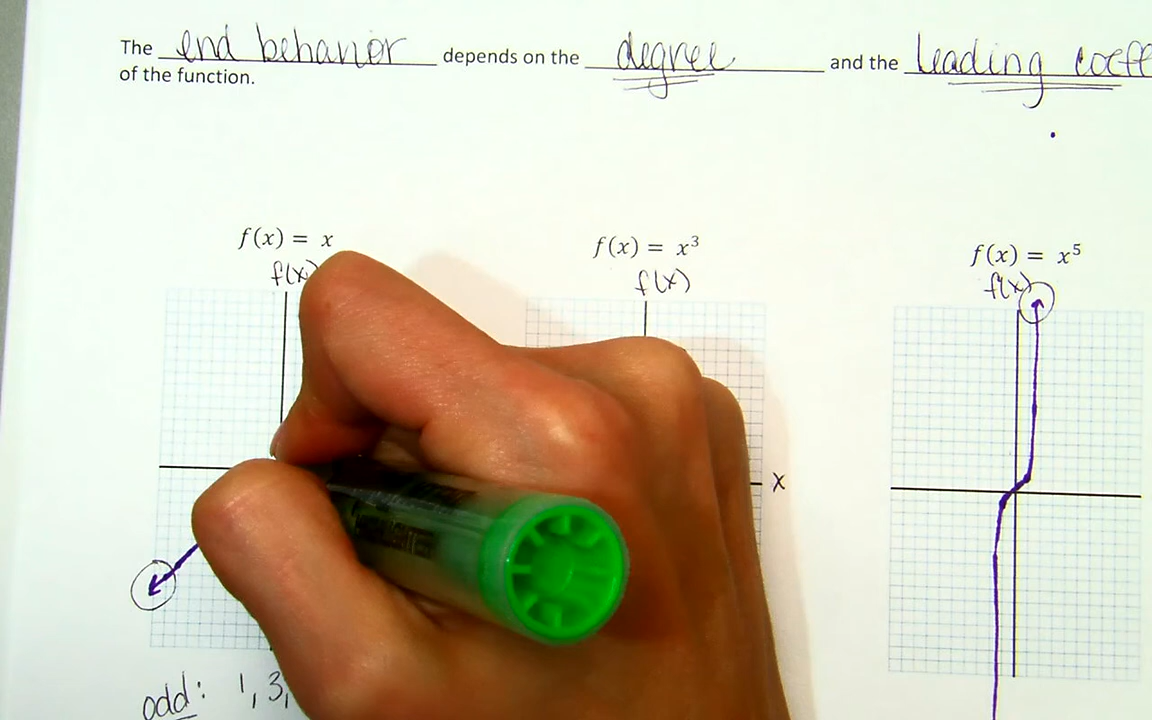 The end behavior depends on the degree and the leading coeff
of the function.
f(x) = x
f(x) = x³
f(x) = x⁵
f(x)
f(x)
f(x)
x
odd: 1, 3,